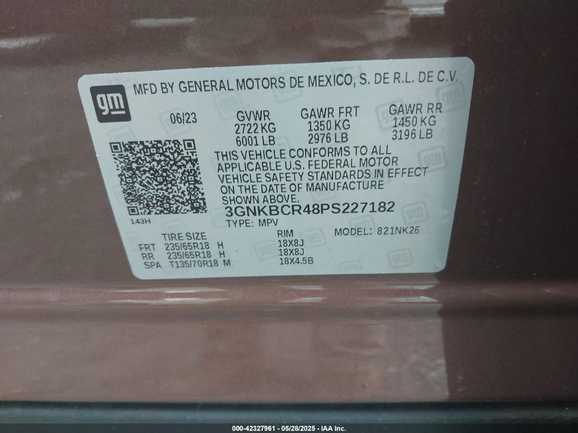 gm
MFD BY GENERAL MOTORS DE MEXICO, S. DE R.L. DE C.V.
06/23 GVWR GAWR FRT GAWR RR
2722 KG 1350 KG 1450 KG
6001 LB 2976 LB 3196 LB
THIS VEHICLE CONFORMS TO ALL
APPLICABLE U.S. FEDERAL MOTOR
VEHICLE SAFETY STANDARDS IN EFFECT
ON THE DATE OF MANUFACTURE
SHOWN ABOVE.
143H 3GNKBCR48PS227182
TYPE: MPV MODEL: 821NK26
TIRE SIZE RIM
FRT 235/65R18 H 18X8J
RR 235/65R18 H 18X8J
SPA T135/70R18 M 18X4.5B
000-42327961 — 05/28/2025 — IAA Inc.